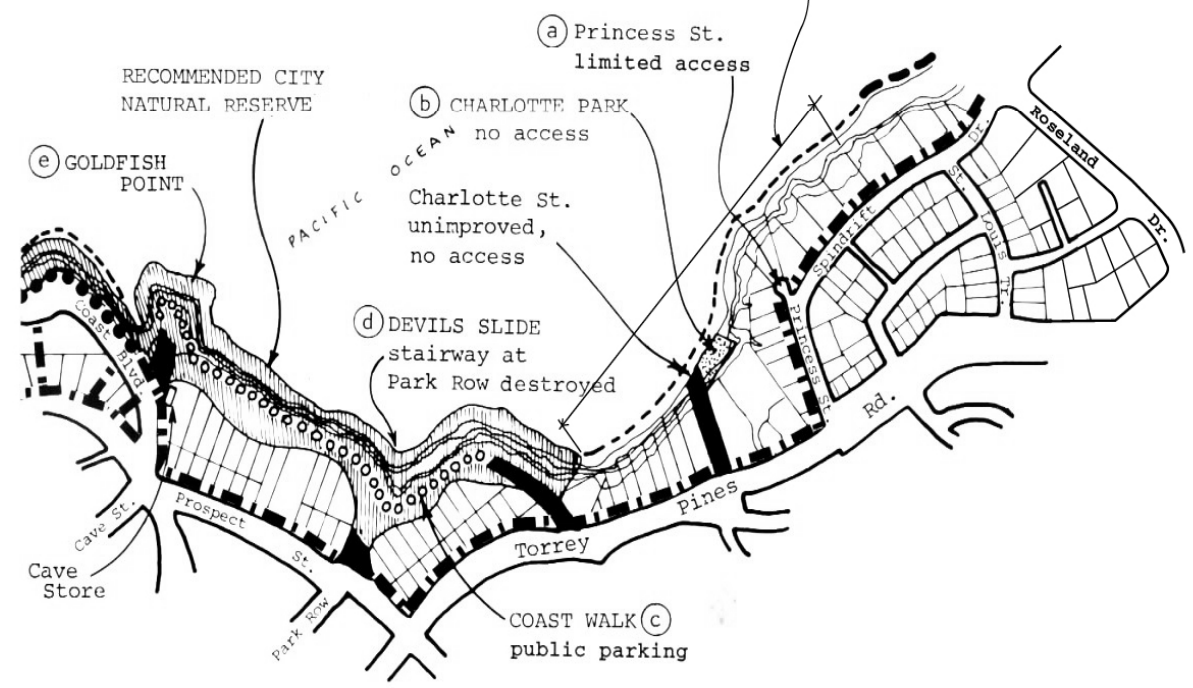 (a) Princess St.
limited access
RECOMMENDED CITY
NATURAL RESERVE
(b) CHARLOTTE PARK
no access
(e) GOLDFISH
POINT
PACIFIC OCEAN
Charlotte St.
unimproved,
no access
(d) DEVILS SLIDE
stairway at
Park Row destroyed
Roseland
Dr.
Spindrift
Dr.
St.
Louis
Tr.
Princess St.
Coast Blvd
Torrey
Pines
Rd.
Prospect
St.
Cave St.
Cave
Store
Park Row
COAST WALK (c)
public parking